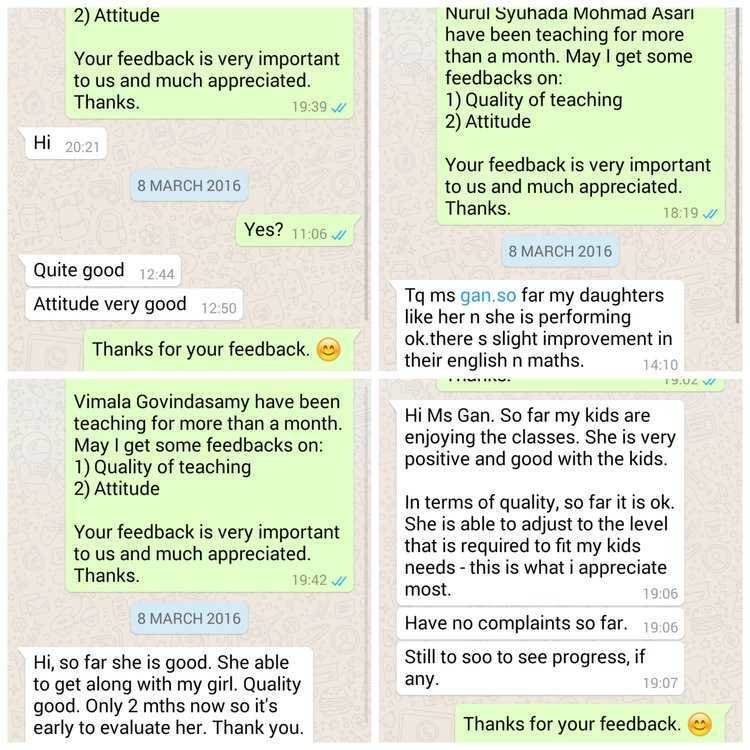 2) Attitude
Your feedback is very important
to us and much appreciated.
Thanks.
19:39
Hi
20:21
8 MARCH 2016
Yes?
11:06
Quite good
12:44
Attitude very good
12:50
Thanks for your feedback.
Nurul Syuhada Mohmad Asari
have been teaching for more
than a month. May I get some
feedbacks on:
1) Quality of teaching
2) Attitude
Your feedback is very important
to us and much appreciated.
Thanks.
18:19
8 MARCH 2016
Tq ms gan.so far my daughters
like her n she is performing
ok.there s slight improvement in
their english n maths.
14:10
Vimala Govindasamy have been
teaching for more than a month.
May I get some feedbacks on:
1) Quality of teaching
2) Attitude
Your feedback is very important
to us and much appreciated.
Thanks.
19:42
8 MARCH 2016
Hi, so far she is good. She able
to get along with my girl. Quality
good. Only 2 mths now so it's
early to evaluate her. Thank you.
Thanks.
19:02
Hi Ms Gan. So far my kids are
enjoying the classes. She is very
positive and good with the kids.
In terms of quality, so far it is ok.
She is able to adjust to the level
that is required to fit my kids
needs - this is what i appreciate
most.
19:06
Have no complaints so far.
19:06
Still to soo to see progress, if
any.
19:07
Thanks for your feedback.